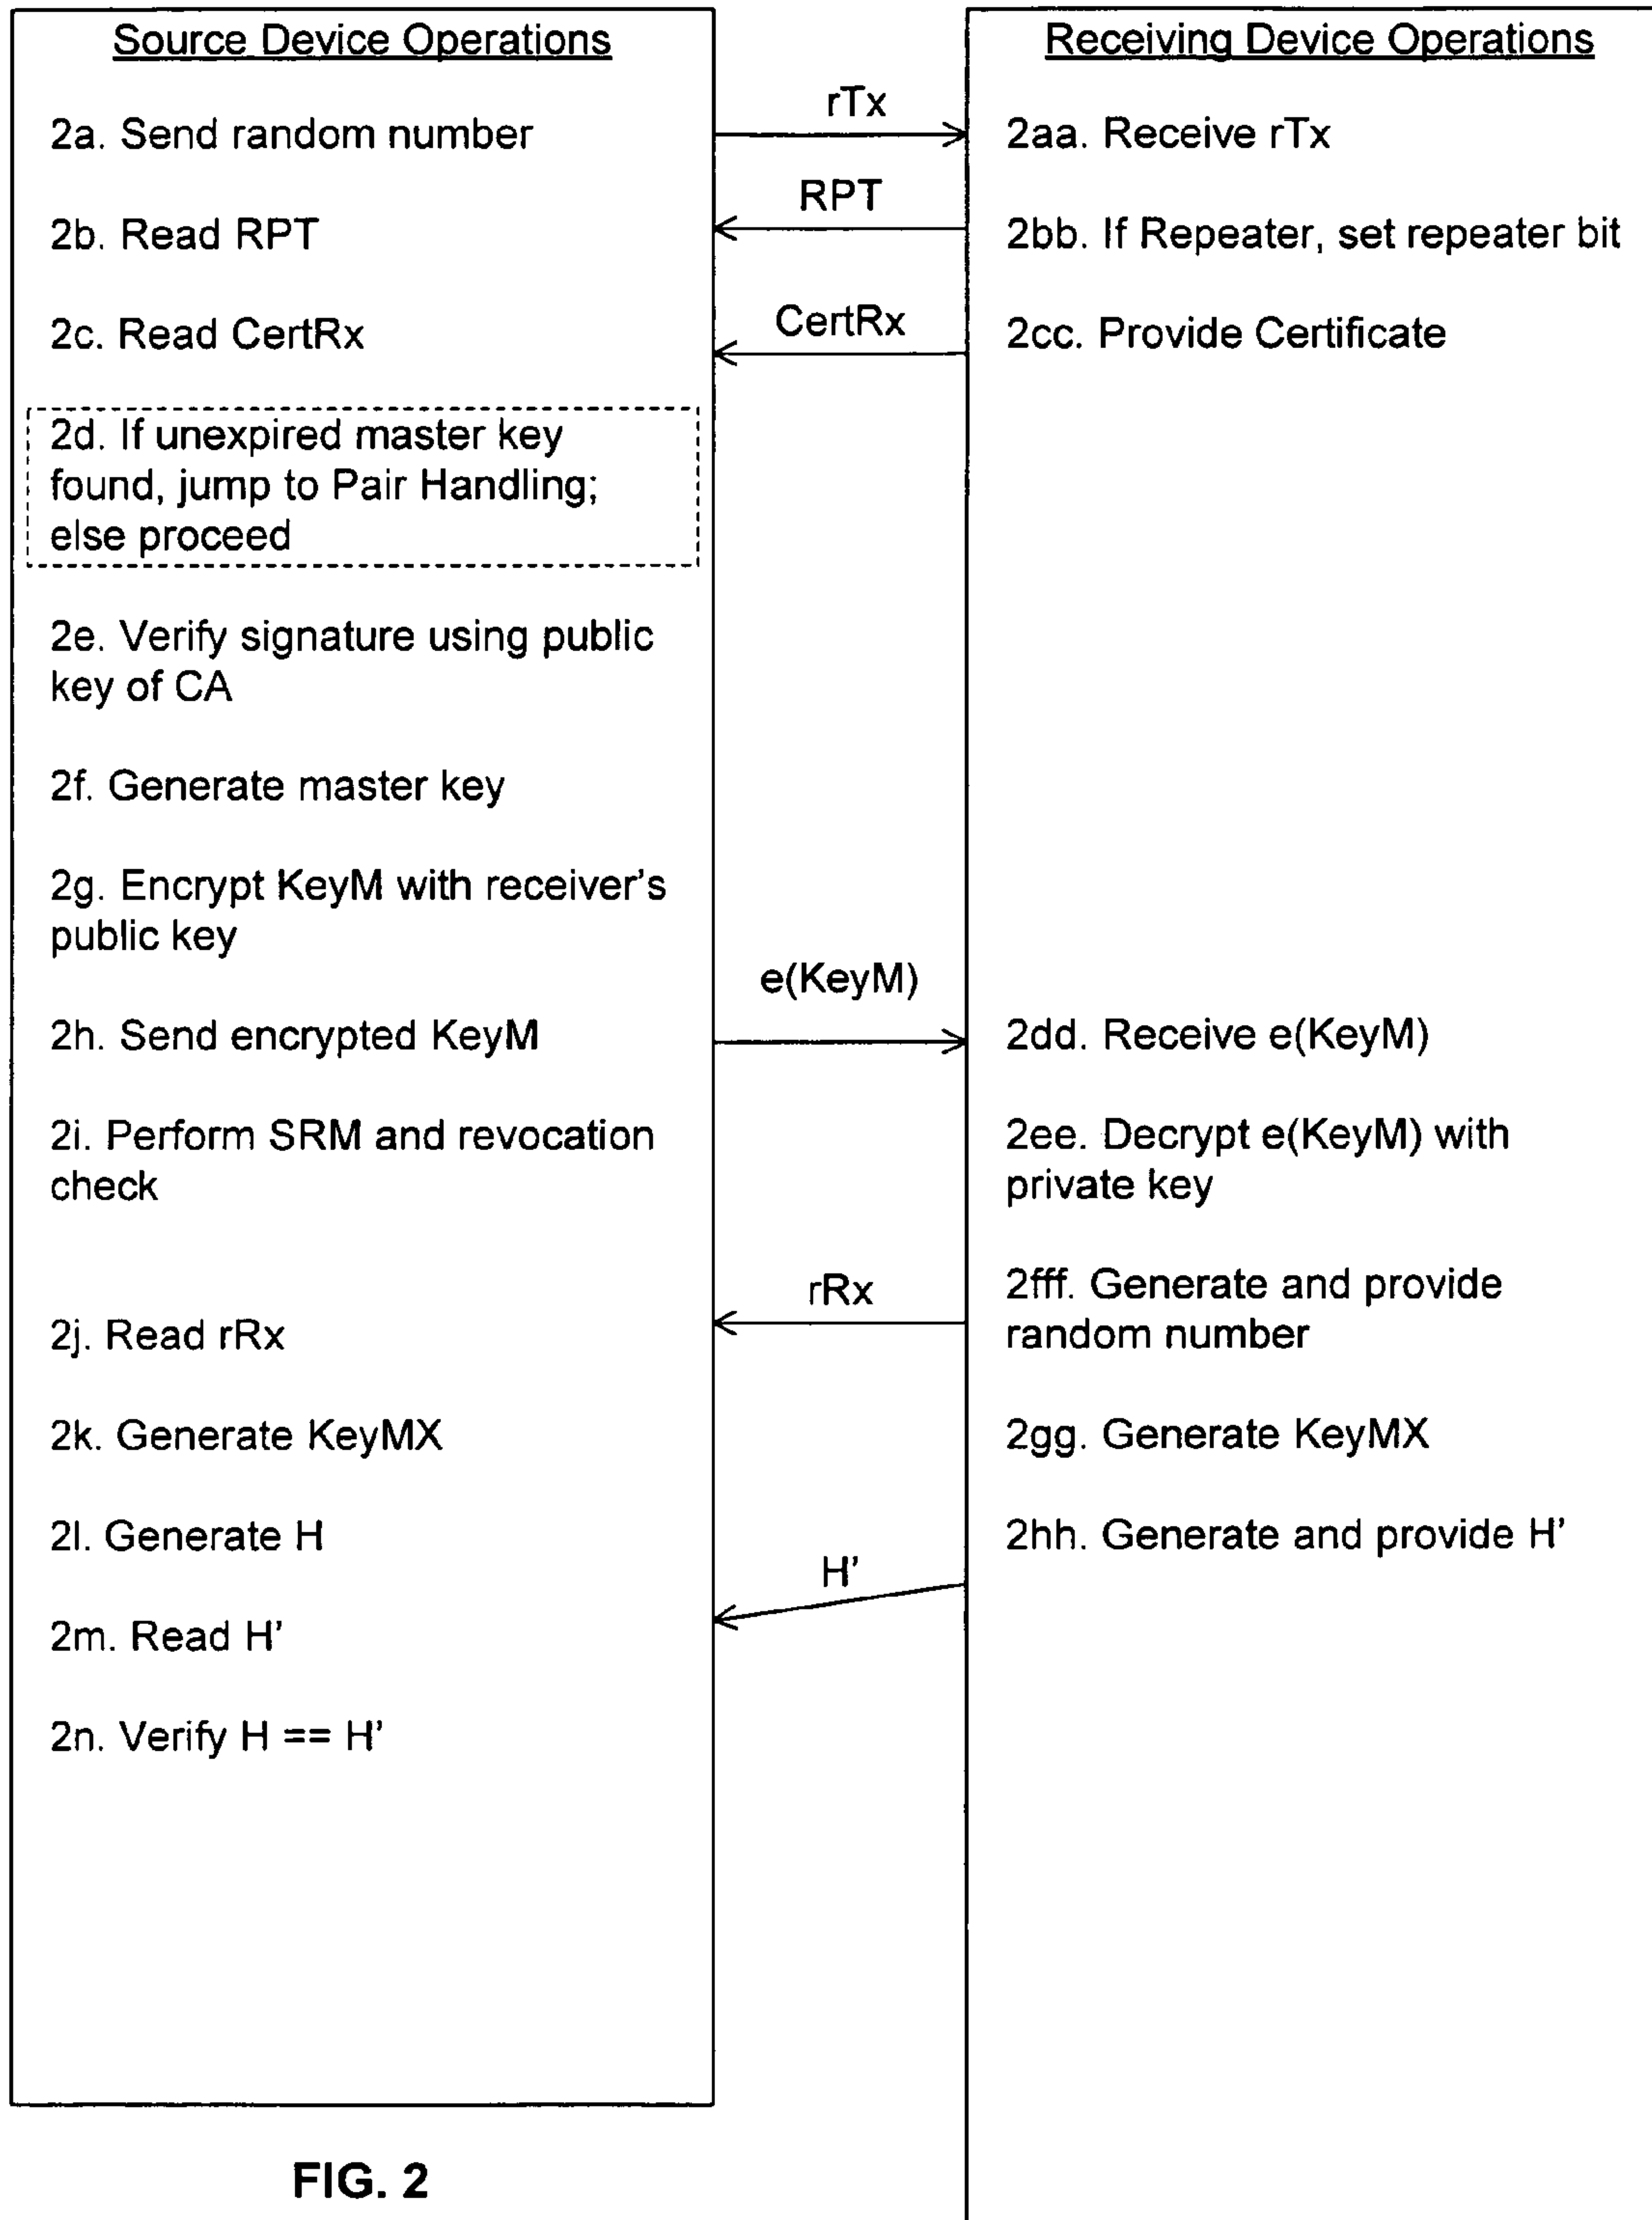 Source Device Operations
2a. Send random number
2b. Read RPT
2c. Read CertRx
2d. If unexpired master key
found, jump to Pair Handling;
else proceed
2e. Verify signature using public
key of CA
2f. Generate master key
2g. Encrypt KeyM with receiver's
public key
2h. Send encrypted KeyM
2i. Perform SRM and revocation
check
2j. Read rRx
2k. Generate KeyMX
2l. Generate H
2m. Read H'
2n. Verify H == H'
rTx
RPT
CertRx
e(KeyM)
rRx
H'
Receiving Device Operations
2aa. Receive rTx
2bb. If Repeater, set repeater bit
2cc. Provide Certificate
2dd. Receive e(KeyM)
2ee. Decrypt e(KeyM) with
private key
2fff. Generate and provide
random number
2gg. Generate KeyMX
2hh. Generate and provide H'
FIG. 2